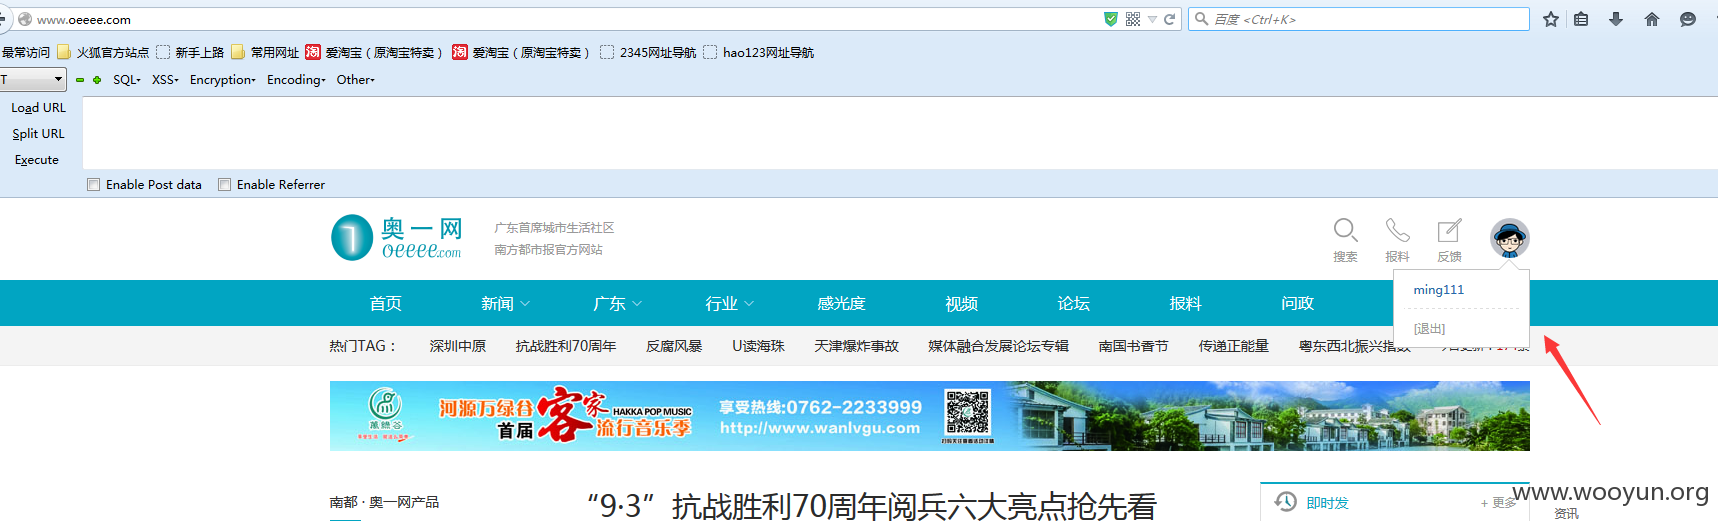 www.oeeee.com
百度 <Ctrl+K>
最常访问 火狐官方站点 新手上路 常用网址 淘 爱淘宝（原淘宝特卖） 淘 爱淘宝（原淘宝特卖） 2345网址导航 hao123网址导航
T SQL XSS Encryption Encoding Other
Load URL
Split URL
Execute
Enable Post data Enable Referrer
奥一网
oeeee.com
广东首席城市生活社区
南方都市报官方网站
搜索 报料 反馈
ming111
[退出]
首页 新闻 广东 行业 感光度 视频 论坛 报料 问政
热门TAG： 深圳中原 抗战胜利70周年 反腐风暴 U读海珠 天津爆炸事故 媒体融合发展论坛专辑 南国书香节 传递正能量 粤东西北振兴指数
萬綠谷
河源万绿谷
首届
客家
HAKKA POP MUSIC
流行音乐季
享受热线:0762-2233999
http://www.wanlvgu.com
南都·奥一网产品
“9·3”抗战胜利70周年阅兵六大亮点抢先看
即时发 + 更多
www.wooyun.org
资讯